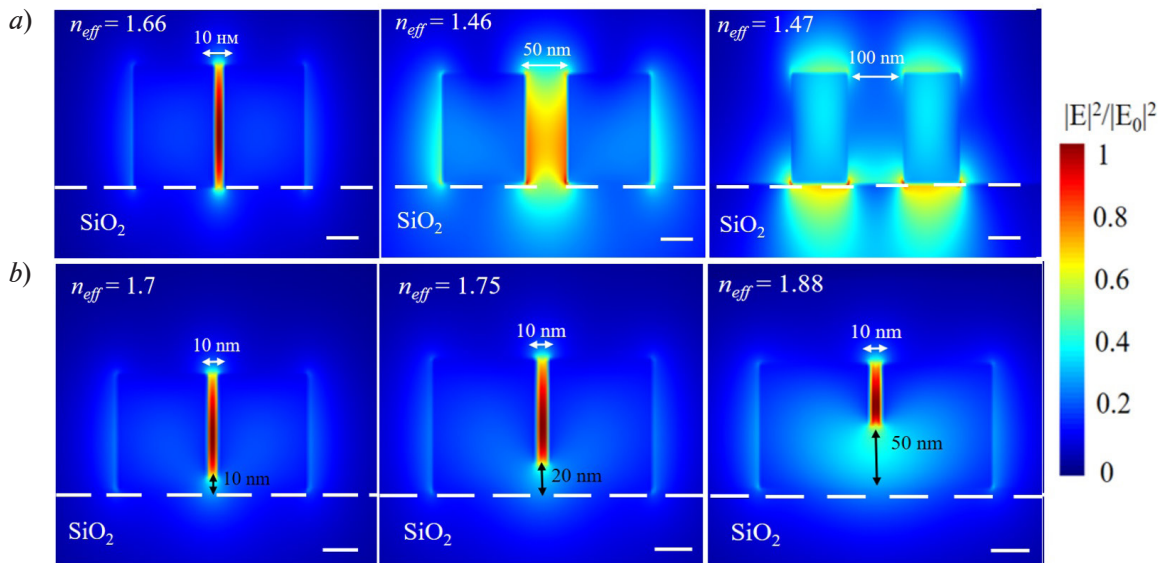 a)
n_eff = 1.66
10 нм
SiO₂
n_eff = 1.46
50 nm
SiO₂
n_eff = 1.47
100 nm
SiO₂
b)
n_eff = 1.7
10 nm
10 nm
SiO₂
n_eff = 1.75
10 nm
20 nm
SiO₂
n_eff = 1.88
10 nm
50 nm
SiO₂
|E|²/|E₀|²
1
0.8
0.6
0.4
0.2
0